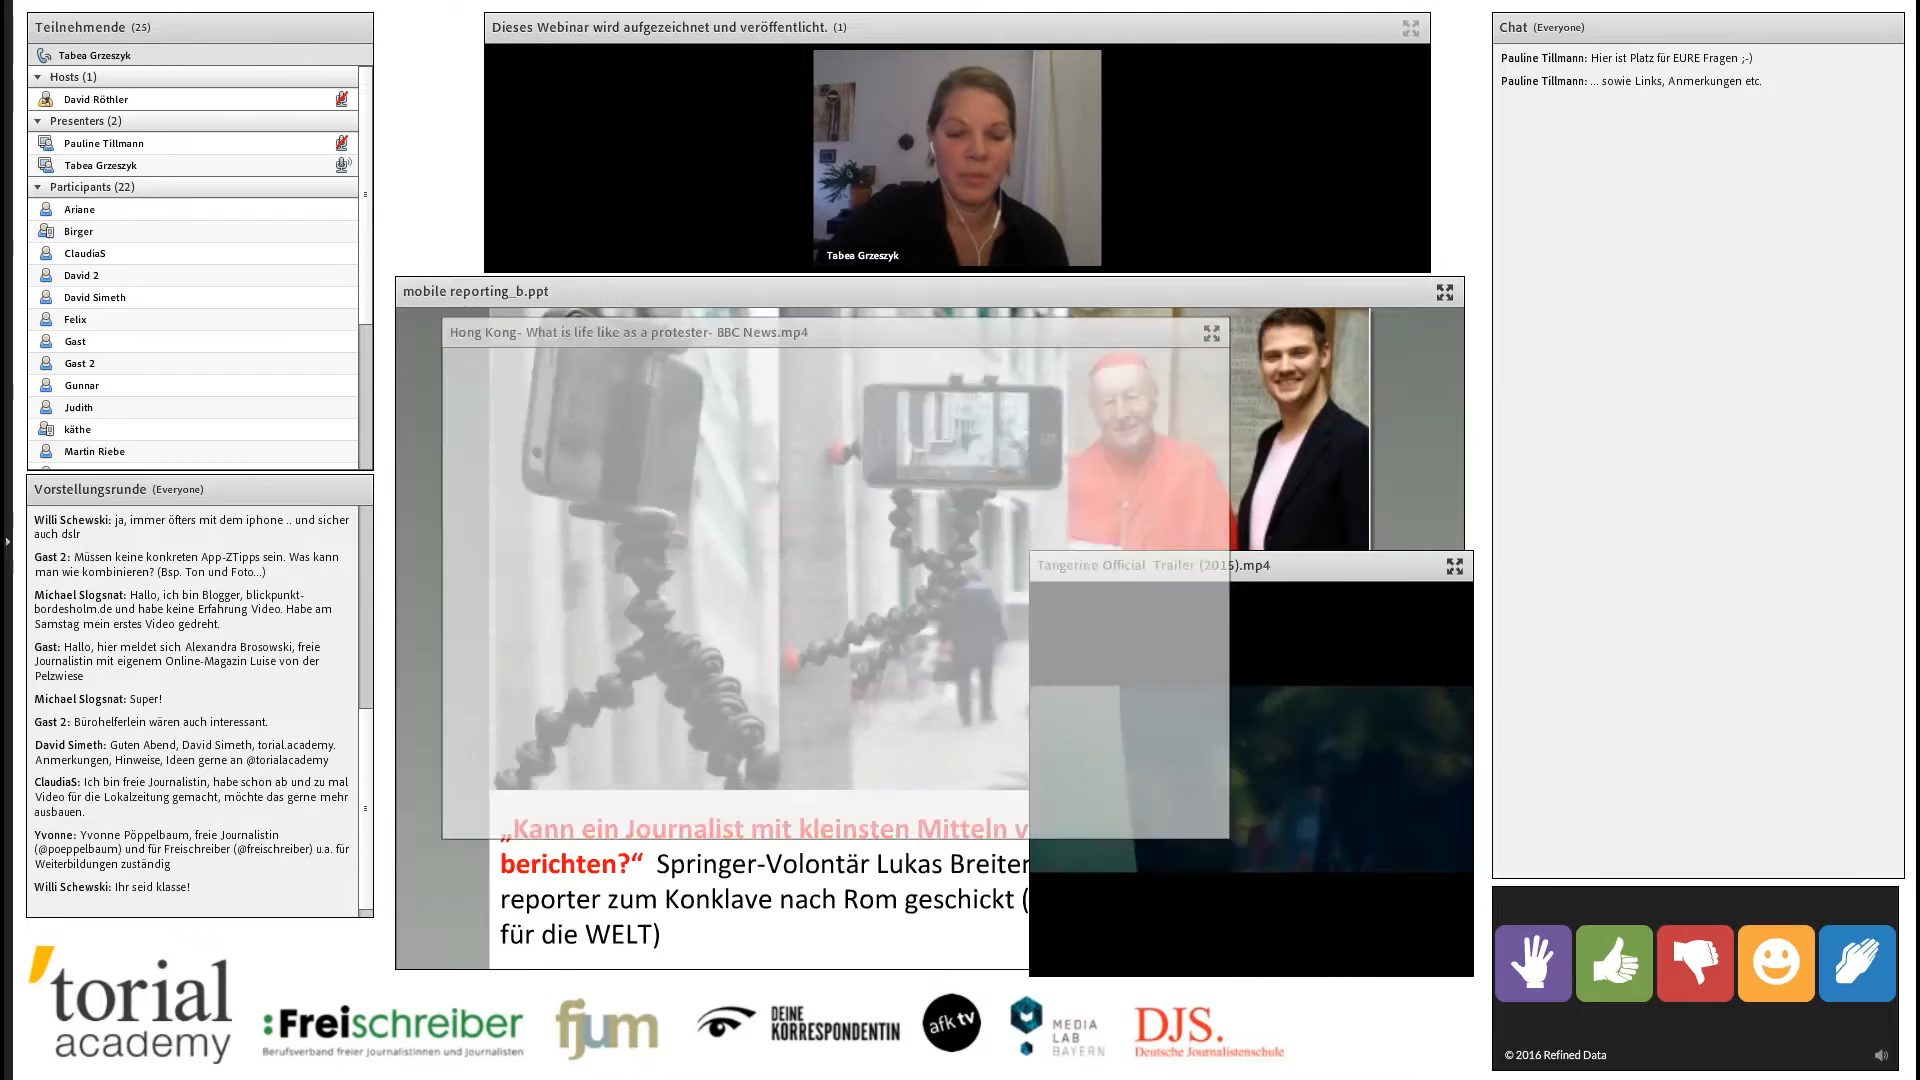 Teilnehmende (25)
Tabea Grzeszyk
Hosts (1)
David Röthler
Presenters (2)
Pauline Tillmann
Tabea Grzeszyk
Participants (22)
Ariane
Birger
ClaudiaS
David 2
David Simeth
Felix
Gast
Gast 2
Gunnar
Judith
käthe
Martin Riebe
Vorstellungsrunde (Everyone)
Willi Schewski: ja, immer öfters mit dem iphone .. und sicher
auch dslr
Gast 2: Müssen keine konkreten App-ZTipps sein. Was kann
man wie kombinieren? (Bsp. Ton und Foto...)
Michael Slogsnat: Hallo, ich bin Blogger, blickpunkt-
bordesholm.de und habe keine Erfahrung Video. Habe am
Samstag mein erstes Video gedreht.
Gast: Hallo, hier meldet sich Alexandra Brosowski, freie
Journalistin mit eigenem Online-Magazin Luise von der
Pelzwiese
Michael Slogsnat: Super!
Gast 2: Bürohelferlein wären auch interessant.
David Simeth: Guten Abend, David Simeth, torial.academy.
Anmerkungen, Hinweise, Ideen gerne an @torialacademy
ClaudiaS: Ich bin freie Journalistin, habe schon ab und zu mal
Video für die Lokalzeitung gemacht, möchte das gerne mehr
ausbauen.
Yvonne: Yvonne Pöppelbaum, freie Journalistin
(@poeppelbaum) und für Freischreiber (@freischreiber) u.a. für
Weiterbildungen zuständig
Willi Schewski: Ihr seid klasse!
Dieses Webinar wird aufgezeichnet und veröffentlicht. (1)
Tabea Grzeszyk
mobile reporting_b.ppt
Hong Kong- What is life like as a protester- BBC News.mp4
Tangerine Official Trailer (2015).mp4
„Kann ein Journalist mit kleinsten Mitteln v
berichten?“ Springer-Volontär Lukas Breiten
reporter zum Konklave nach Rom geschickt (
für die WELT)
Chat (Everyone)
Pauline Tillmann: Hier ist Platz für EURE Fragen ;-)
Pauline Tillmann: ... sowie Links, Anmerkungen etc.
© 2016 Refined Data
'torial
academy
:Freischreiber
Berufsverband freier Journalistinnen und Journalisten
fjum
DEINE
KORRESPONDENTIN
afk tv
MEDIA
LAB
BAYERN
DJS.
Deutsche Journalistenschule